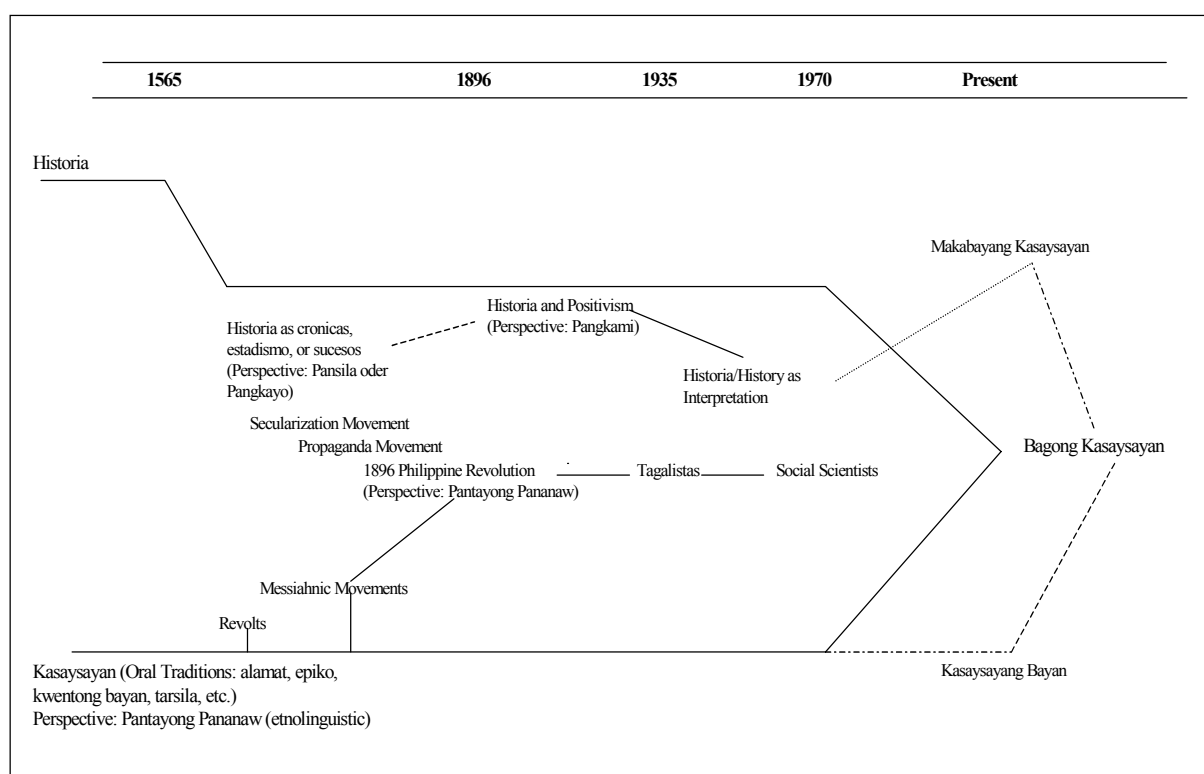 1565 1896 1935 1970 Present
Historia
Makabayang Kasaysayan
Historia and Positivism
(Perspective: Pangkami)
Historia as cronicas,
estadismo, or sucesos
(Perspective: Pansila oder
Pangkayo)
Historia/History as
Interpretation
Secularization Movement
Propaganda Movement
Bagong Kasaysayan
1896 Philippine Revolution
(Perspective: Pantayong Pananaw)
Tagalistas
Social Scientists
Messiahnic Movements
Revolts
Kasaysayan (Oral Traditions: alamat, epiko,
kwentong bayan, tarsila, etc.)
Perspective: Pantayong Pananaw (etnolinguistic)
Kasaysayang Bayan